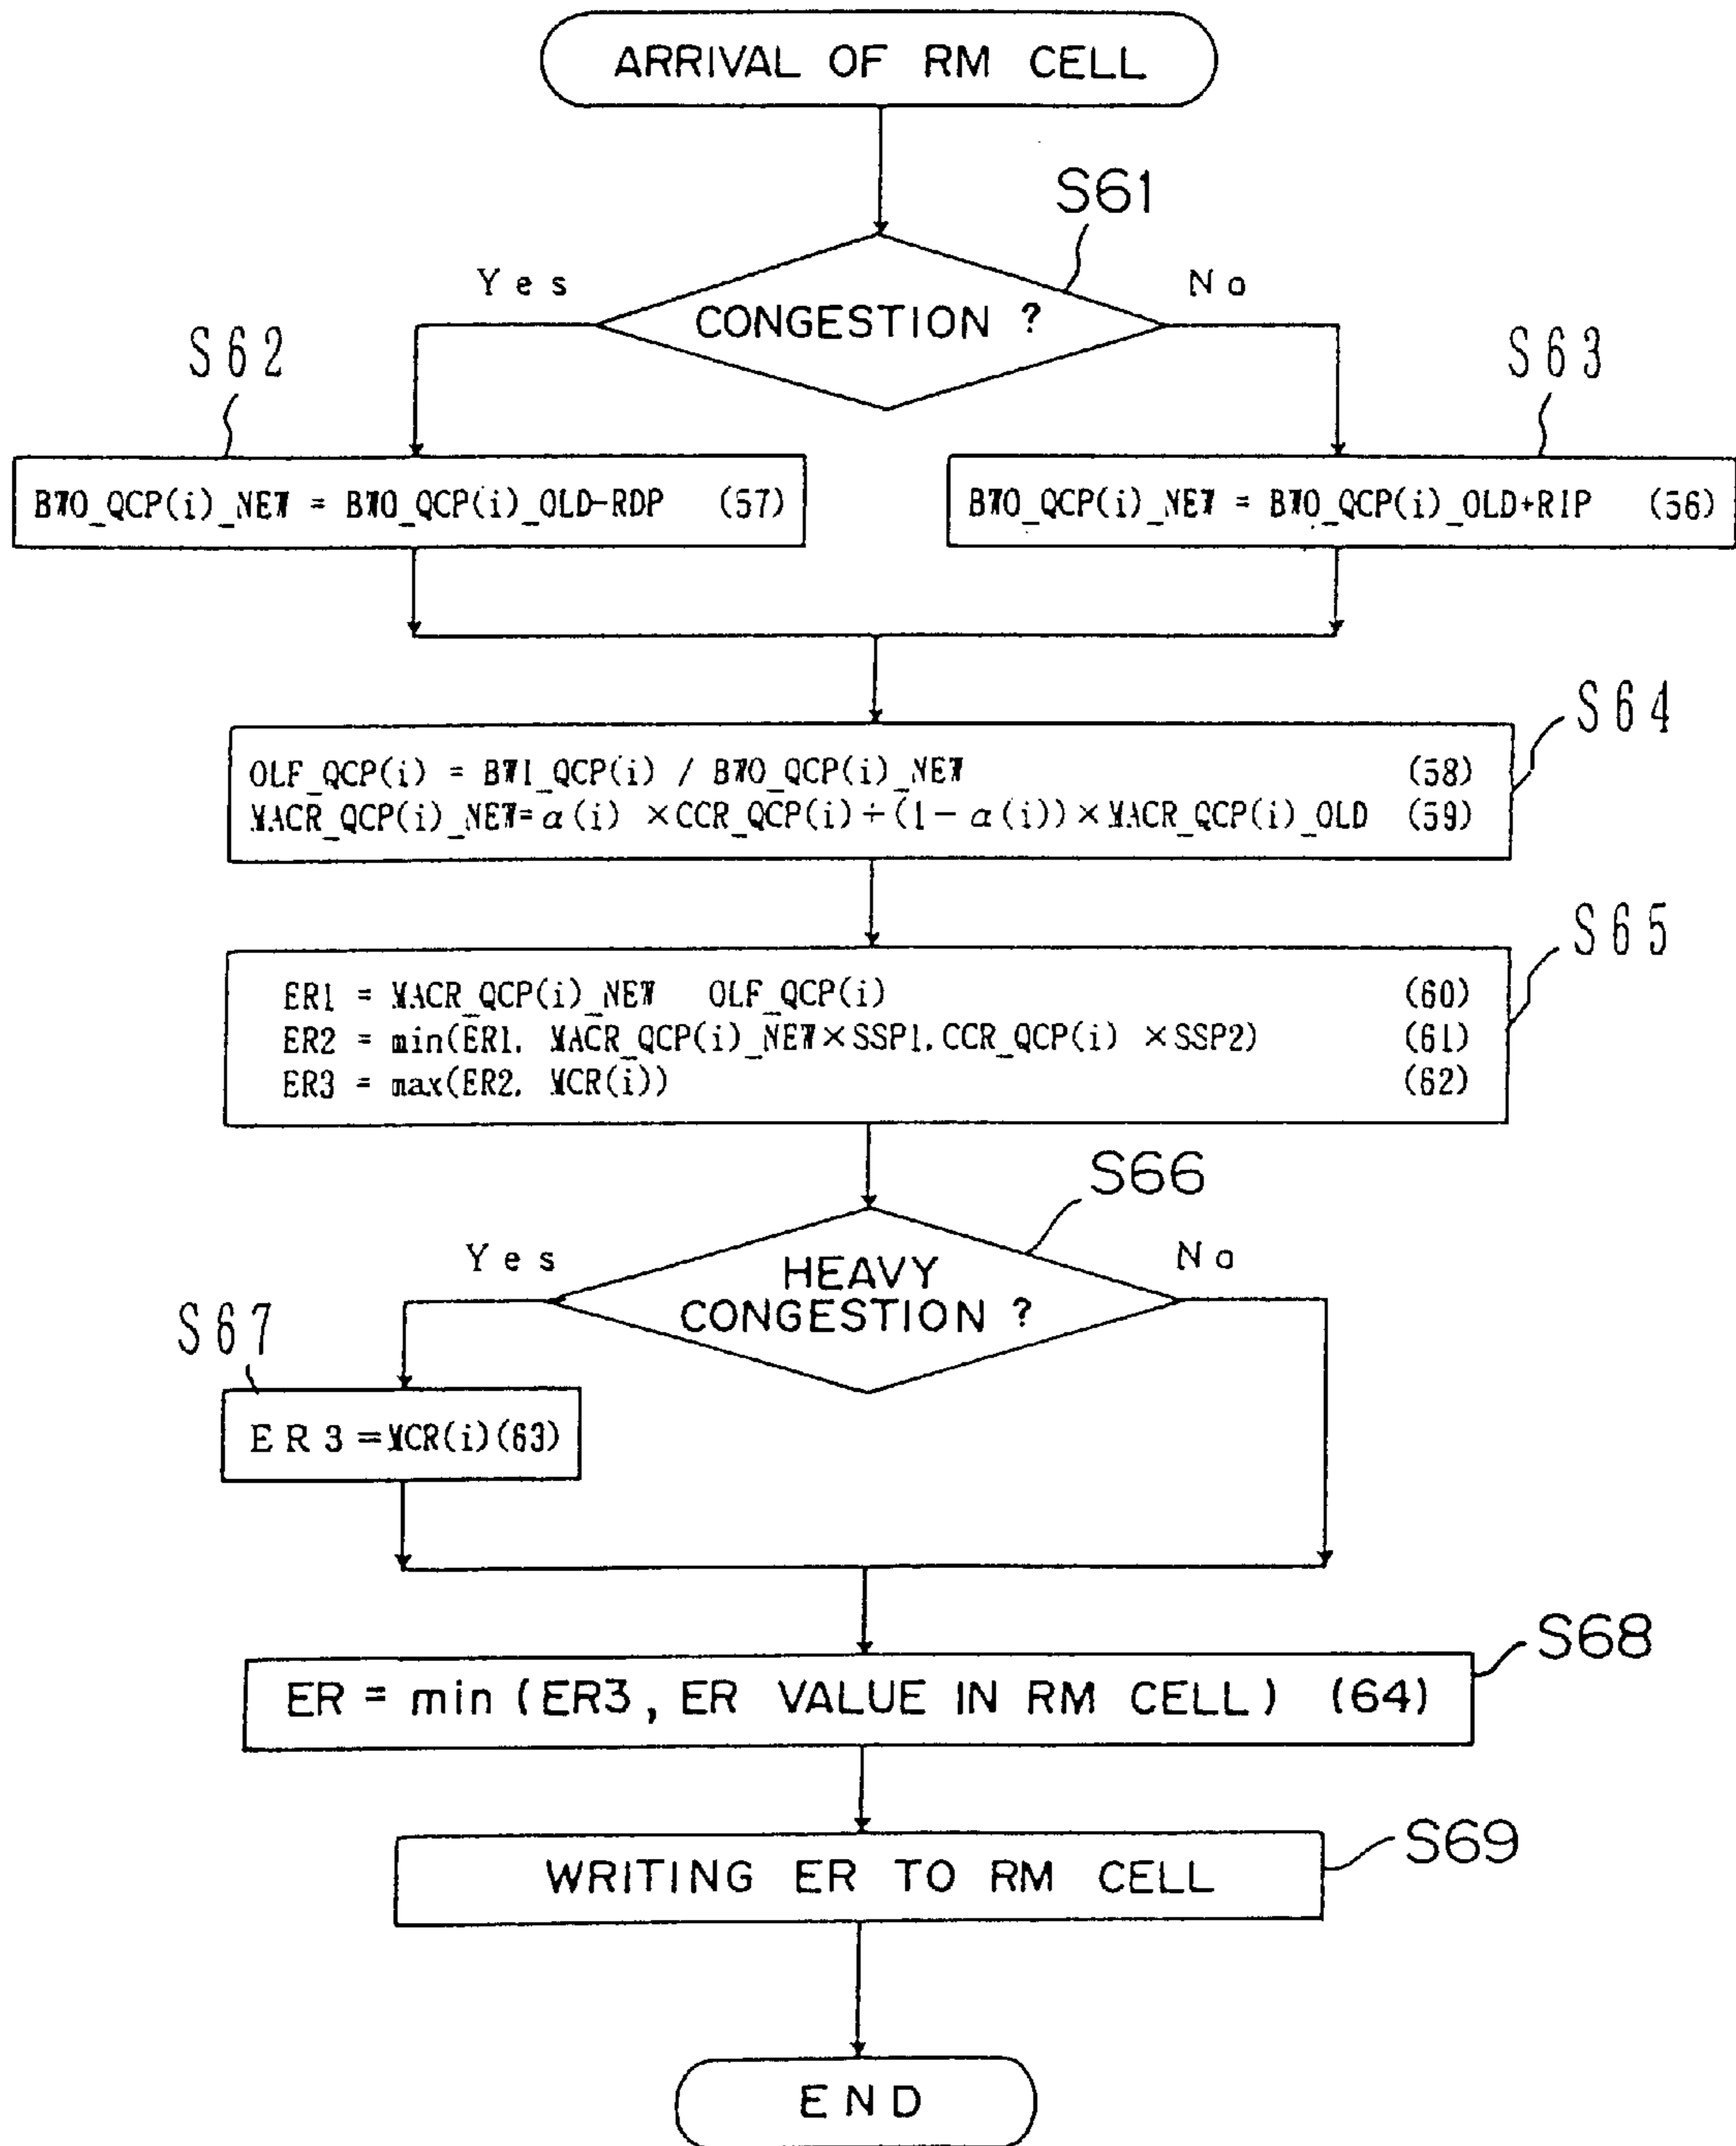 ARRIVAL OF RM CELL
S61
Yes
No
CONGESTION ?
S62
S63
BWO_QCP(i)_NEW = BWO_QCP(i)_OLD-RDP (57)
BWO_QCP(i)_NEW = BWO_QCP(i)_OLD+RIP (56)
S64
OLF_QCP(i) = BWI_QCP(i) / BWO_QCP(i)_NEW (58)
MACR_QCP(i)_NEW=α(i) ×CCR_QCP(i)+(1-α(i))×MACR_QCP(i)_OLD (59)
S65
ER1 = MACR_QCP(i)_NEW OLF_QCP(i) (60)
ER2 = min(ER1, MACR_QCP(i)_NEW×SSP1,CCR_QCP(i) ×SSP2) (61)
ER3 = max(ER2, MCR(i)) (62)
S66
Yes
No
HEAVY
CONGESTION ?
S67
ER3=MCR(i)(63)
S68
ER = min (ER3, ER VALUE IN RM CELL) (64)
S69
WRITING ER TO RM CELL
END